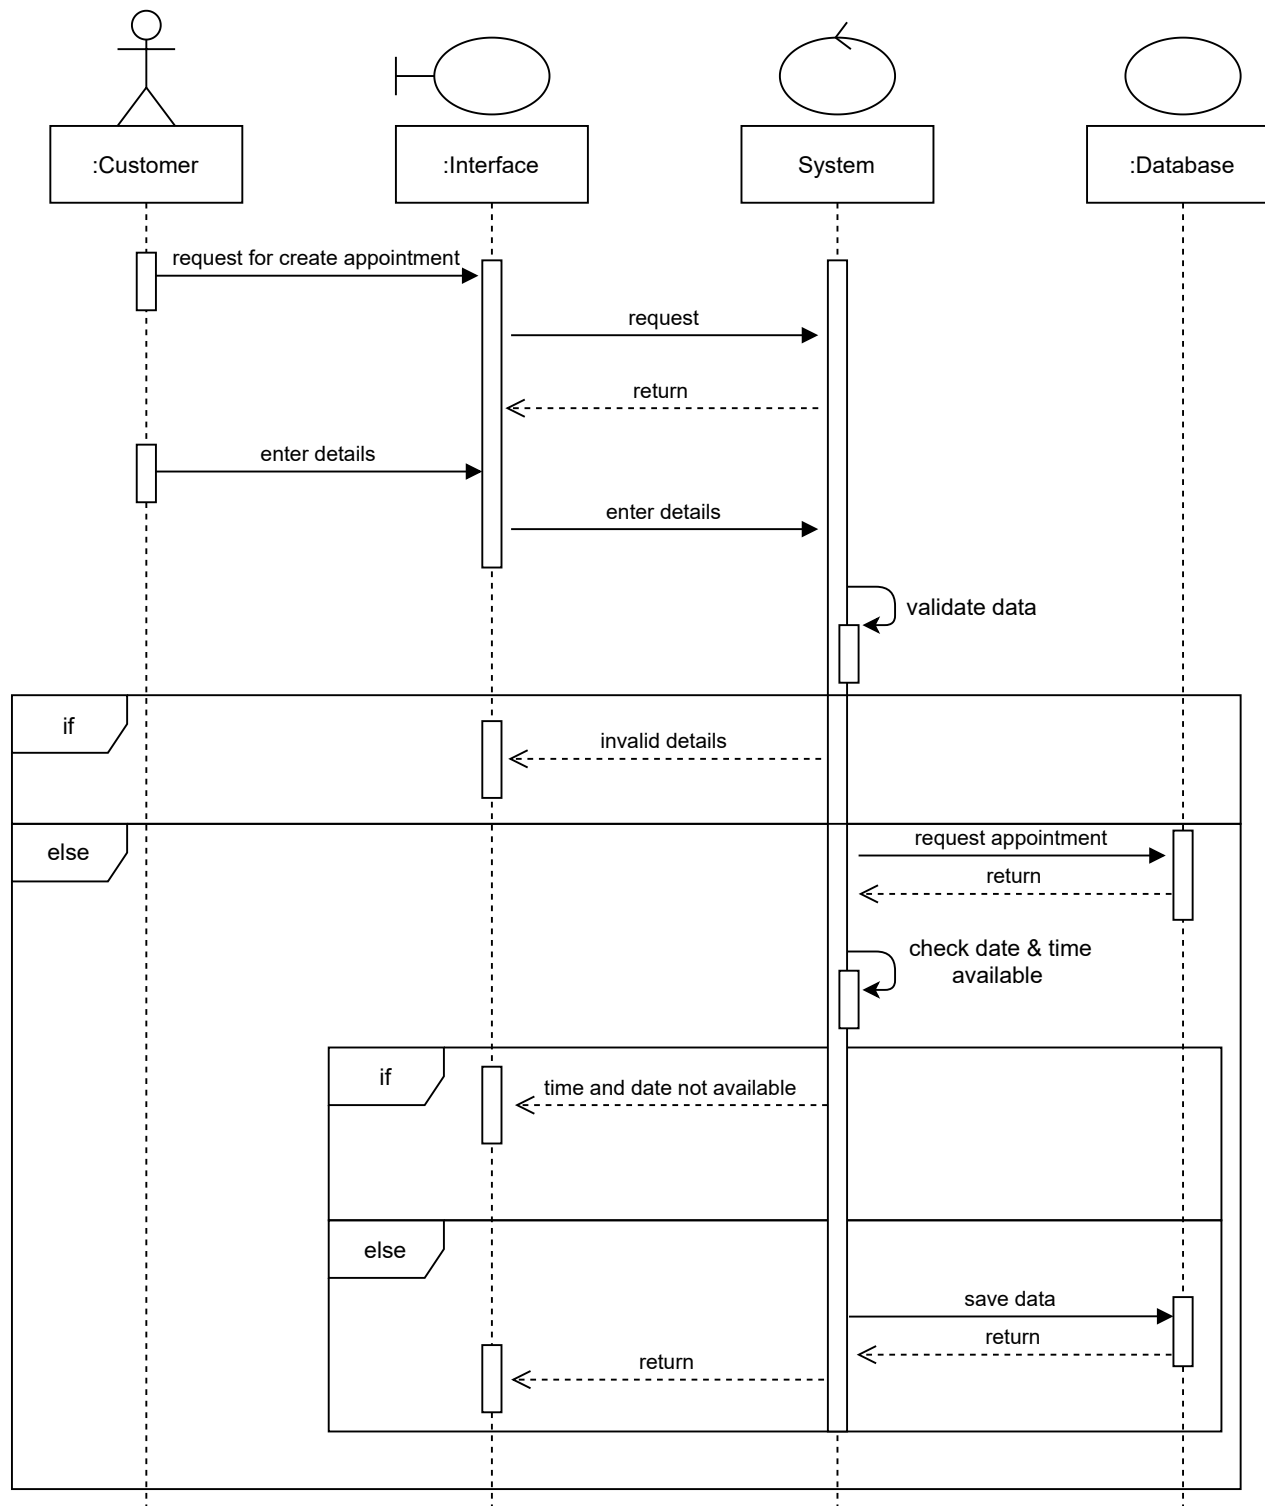 :Customer
:Interface
System
:Database
request for create appointment
request
return
enter details
enter details
validate data
if
invalid details
else
request appointment
return
check date & time
available
if
time and date not available
else
save data
return
return